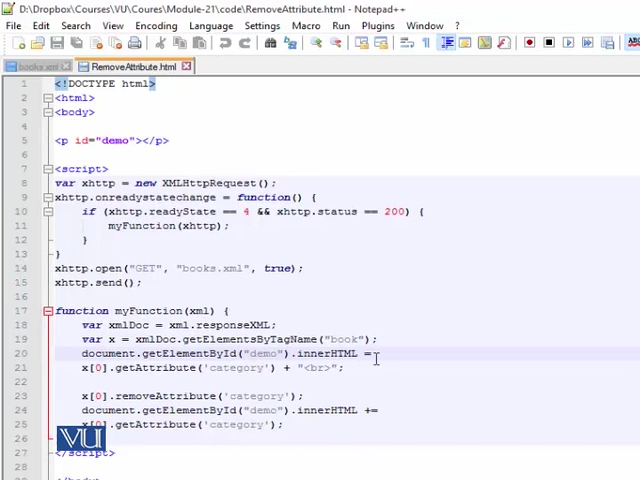 D:\Dropbox\Courses\VU\Coures\Module-21\code\RemoveAttribute.html - Notepad++
File Edit Search View Encoding Language Settings Macro Run Plugins Window ?
books.xml RemoveAttribute.html
1 <!DOCTYPE html>
2 <html>
3 <body>
4
5 <p id="demo"></p>
6
7 <script>
8 var xhttp = new XMLHttpRequest();
9 xhttp.onreadystatechange = function() {
10 if (xhttp.readyState == 4 && xhttp.status == 200) {
11 myFunction(xhttp);
12 }
13 }
14 xhttp.open("GET", "books.xml", true);
15 xhttp.send();
16
17 function myFunction(xml) {
18 var xmlDoc = xml.responseXML;
19 var x = xmlDoc.getElementsByTagName("book");
20 document.getElementById("demo").innerHTML =
21 x[0].getAttribute('category') + "<br>";
22
23 x[0].removeAttribute('category');
24 document.getElementById("demo").innerHTML +=
25 x[0].getAttribute('category');
26
VU
27 </script>
28
</body>